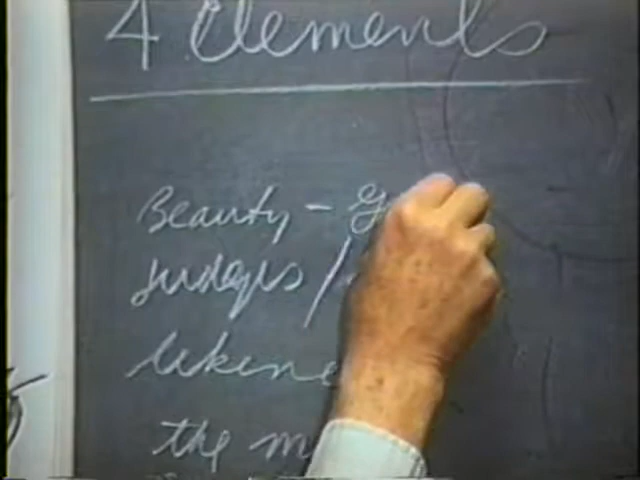 4 Elements
Beauty - G
judges /
likene
the m